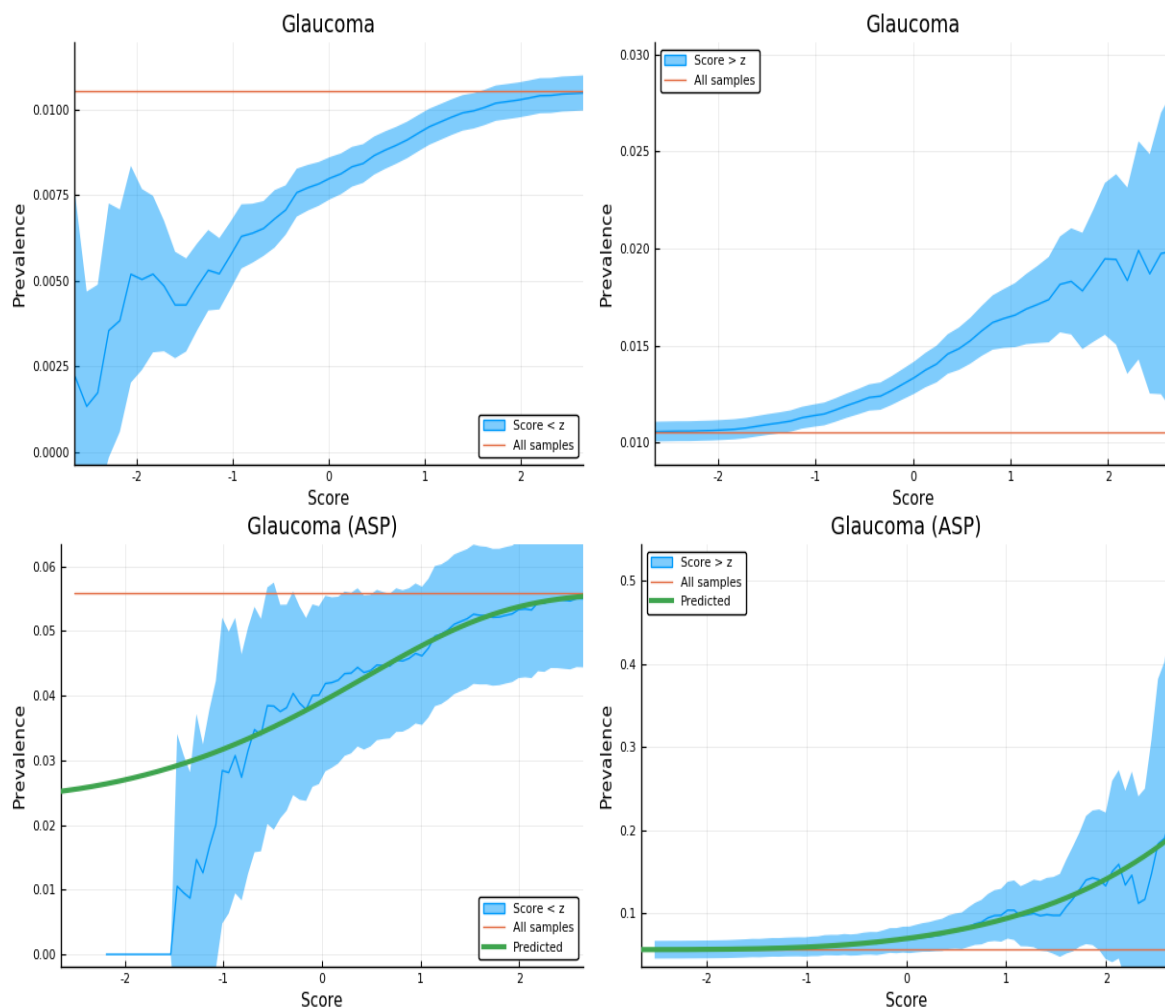 Glaucoma
0.0100
0.0075
0.0050
0.0025
0.0000
Prevalence
Score < z
All samples
-2 -1 0 1 2
Score
Glaucoma
0.030
0.025
0.020
0.015
0.010
Prevalence
Score > z
All samples
-2 -1 0 1 2
Score
Glaucoma (ASP)
0.06
0.05
0.04
0.03
0.02
0.01
0.00
Prevalence
Score < z
All samples
Predicted
-2 -1 0 1 2
Score
Glaucoma (ASP)
Score > z
All samples
Predicted
0.5
0.4
0.3
0.2
0.1
Prevalence
-2 -1 0 1 2
Score